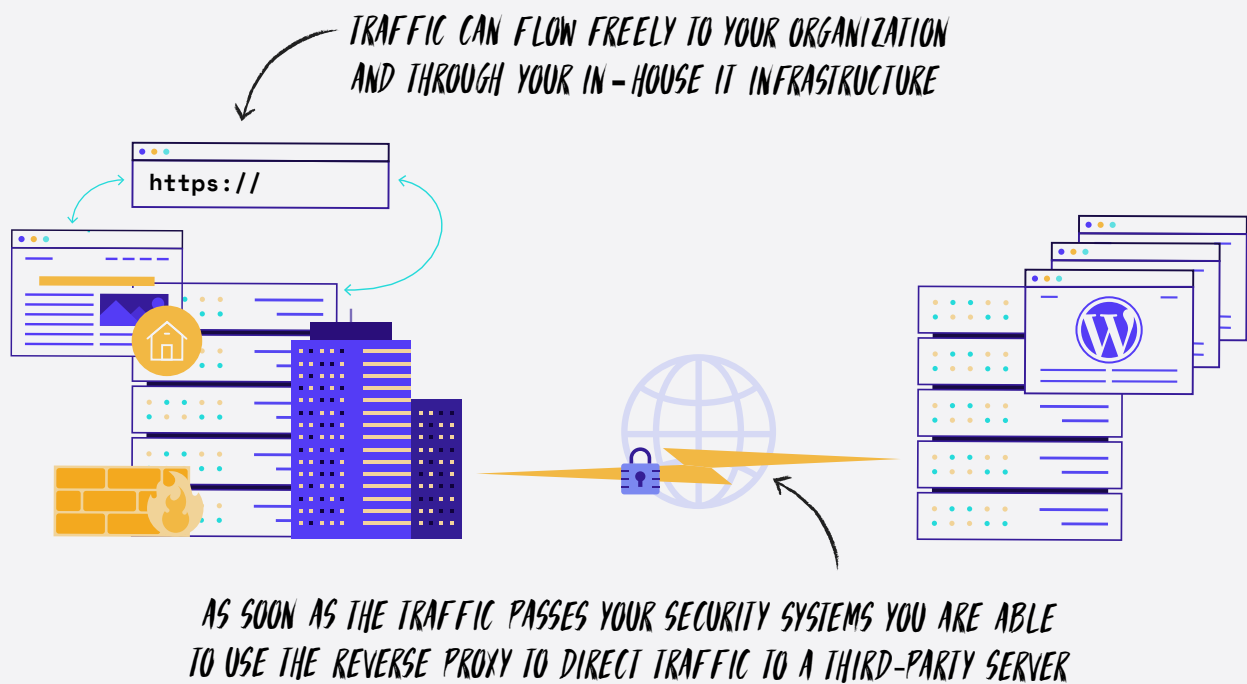 TRAFFIC CAN FLOW FREELY TO YOUR ORGANIZATION
AND THROUGH YOUR IN-HOUSE IT INFRASTRUCTURE
https://
W
AS SOON AS THE TRAFFIC PASSES YOUR SECURITY SYSTEMS YOU ARE ABLE
TO USE THE REVERSE PROXY TO DIRECT TRAFFIC TO A THIRD-PARTY SERVER